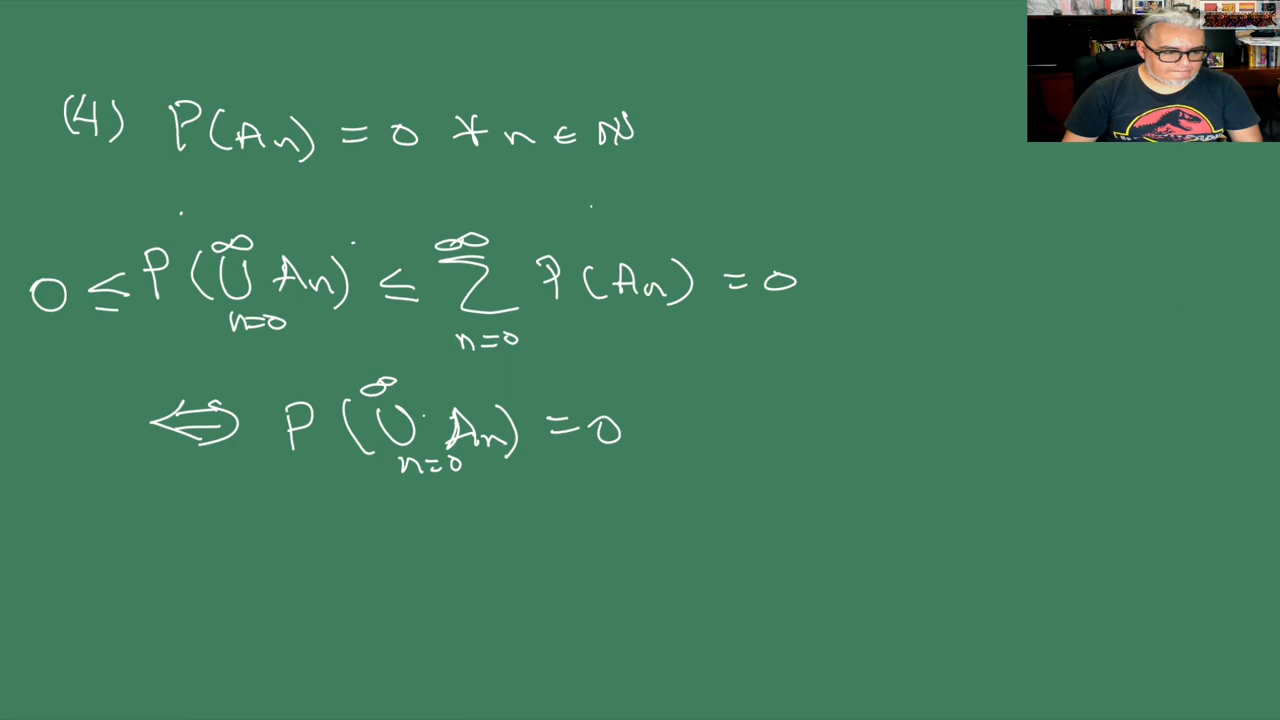 (4) P(An) = 0 ∀ n ∈ ℕ
0 ≤ P(⋃_{n=0}^{∞} An) ≤ ∑_{n=0}^{∞} P(An) = 0
⟺ P(⋃_{n=0}^{∞} An) = 0